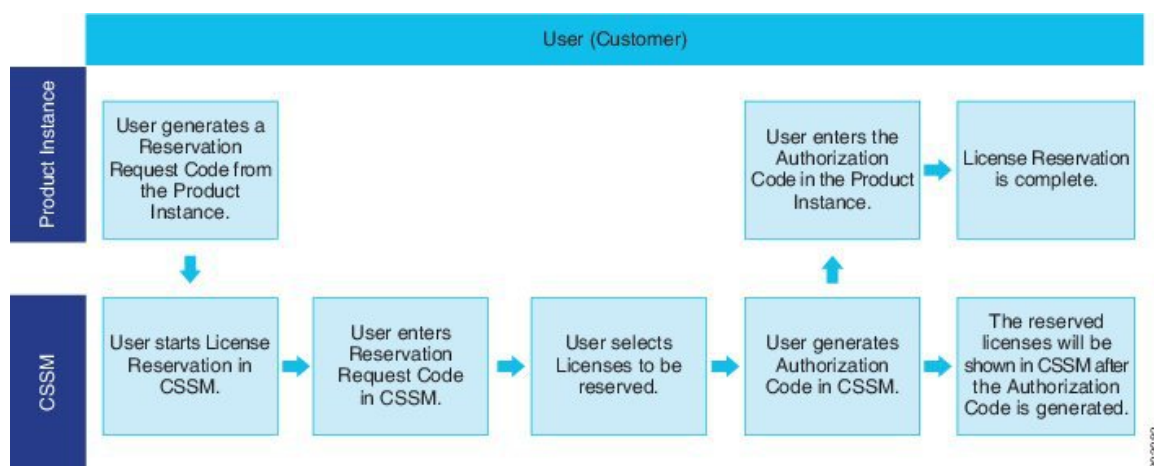 User (Customer)
Product Instance
User generates a
Reservation
Request Code from
the Product
Instance.
User enters the
Authorization
Code in the Product
Instance.
License Reservation
is complete.
CSSM
User starts License
Reservation in
CSSM.
User enters
Reservation
Request Code
in CSSM.
User selects
Licenses to be
reserved.
User generates
Authorization
Code in CSSM.
The reserved
licenses will be
shown in CSSM after
the Authorization
Code is generated.